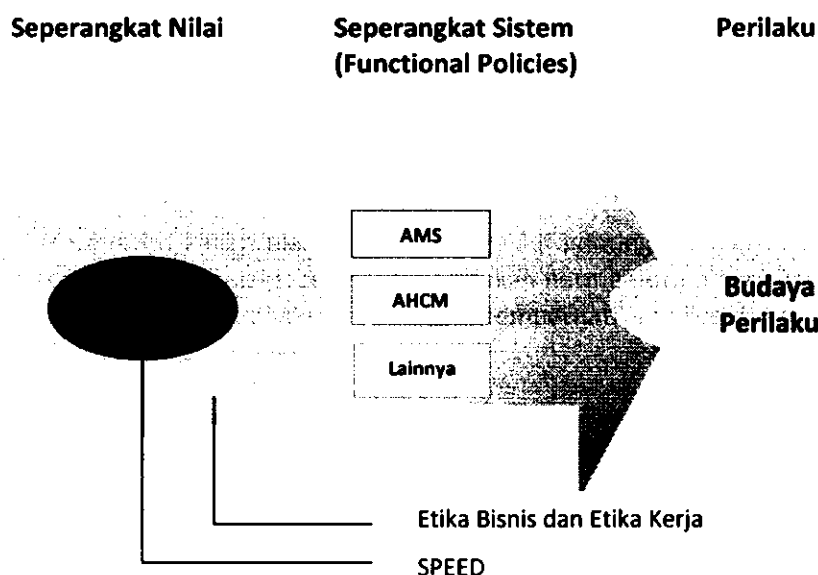 Seperangkat Nilai
Seperangkat Sistem
(Functional Policies)
Perilaku
AMS
AHCM
Lainnya
Budaya
Perilaku
Etika Bisnis dan Etika Kerja
SPEED